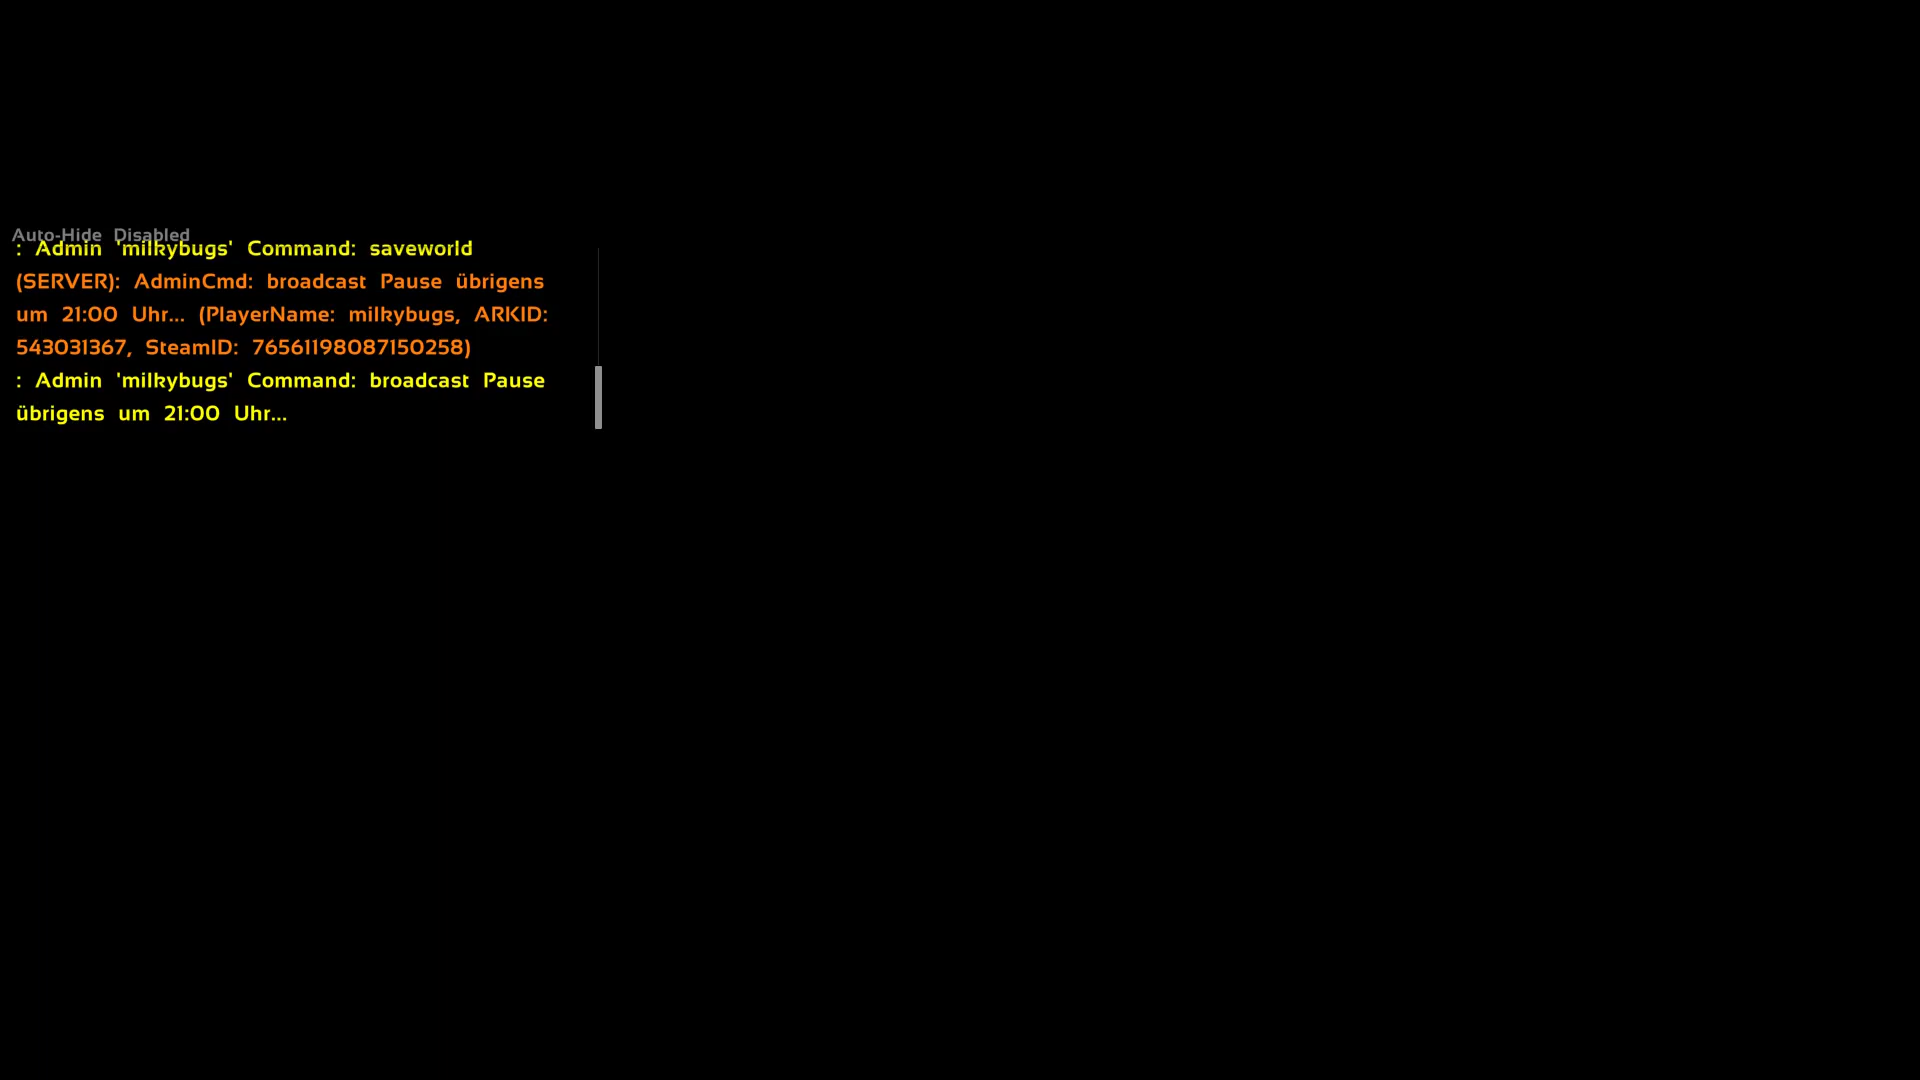 Auto-Hide Disabled
: Admin 'milkybugs' Command: saveworld
(SERVER): AdminCmd: broadcast Pause übrigens
um 21:00 Uhr... (PlayerName: milkybugs, ARKID:
543031367, SteamID: 76561198087150258)
: Admin 'milkybugs' Command: broadcast Pause
übrigens um 21:00 Uhr...